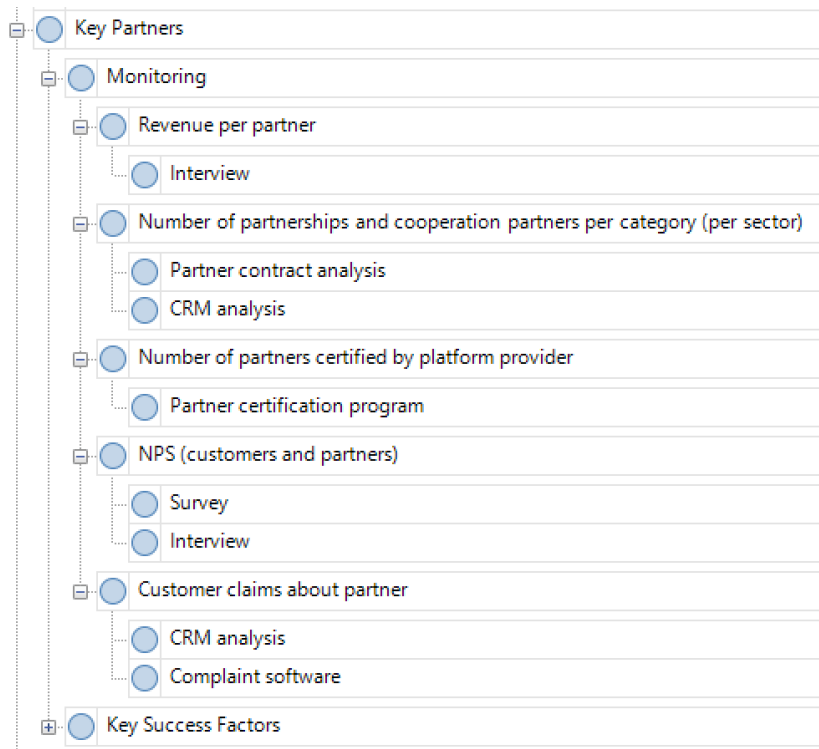 Key Partners
Monitoring
Revenue per partner
Interview
Number of partnerships and cooperation partners per category (per sector)
Partner contract analysis
CRM analysis
Number of partners certified by platform provider
Partner certification program
NPS (customers and partners)
Survey
Interview
Customer claims about partner
CRM analysis
Complaint software
Key Success Factors